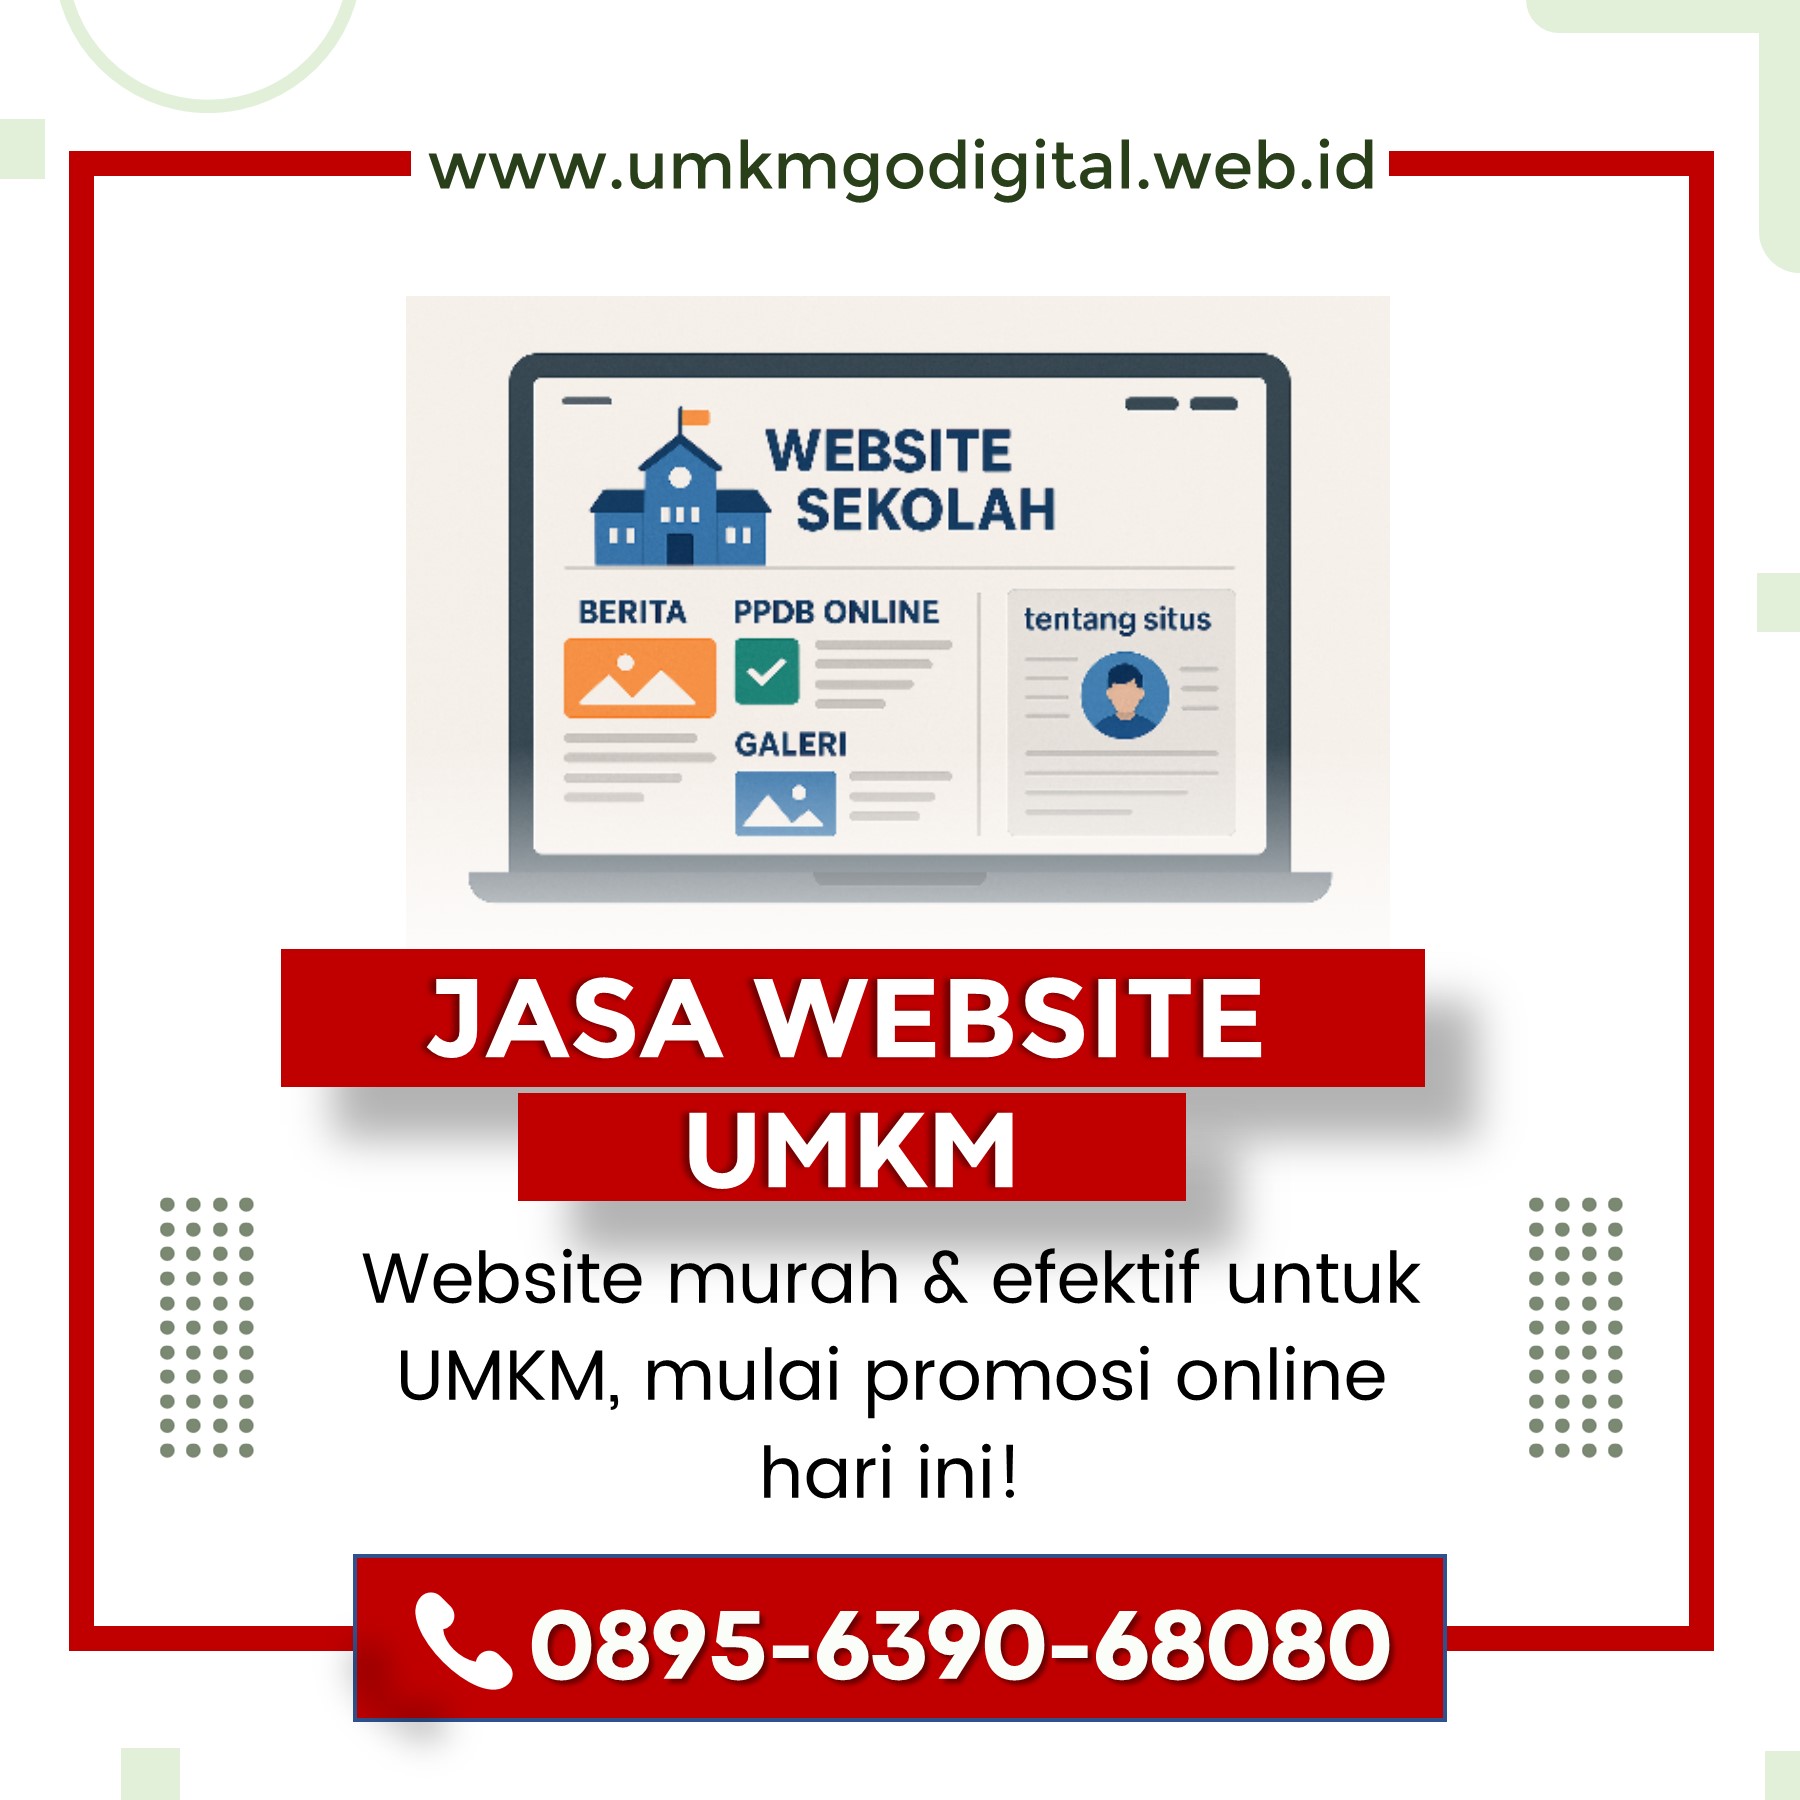 www.umkmgodigital.web.id
WEBSITE
SEKOLAH
BERITA
PPDB ONLINE
GALERI
tentang situs
JASA WEBSITE
UMKM
Website murah & efektif untuk
UMKM, mulai promosi online
hari ini!
0895-6390-68080